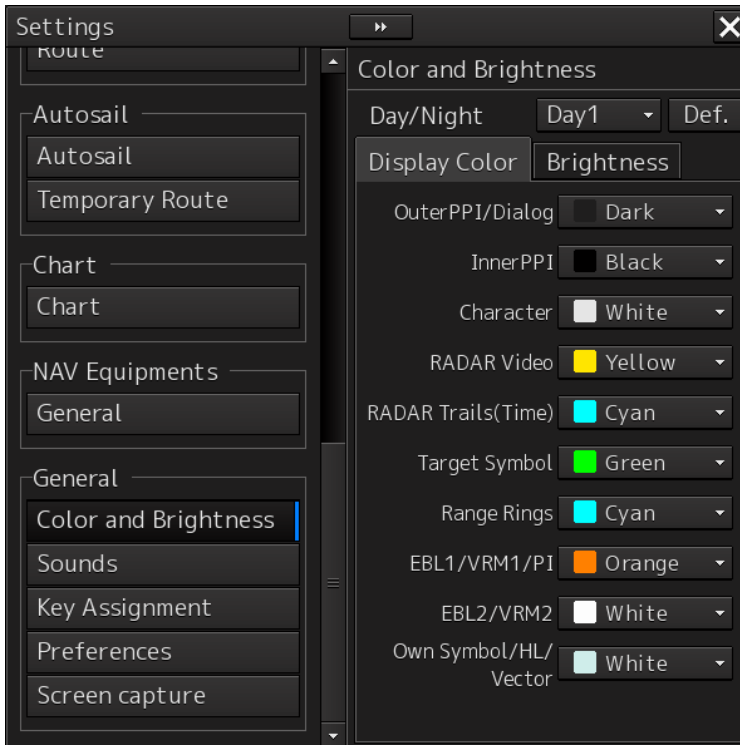 Settings
Route
Autosail
Autosail
Temporary Route
Chart
Chart
NAV Equipments
General
General
Color and Brightness
Sounds
Key Assignment
Preferences
Screen capture
Color and Brightness
Day/Night Day1 Def.
Display Color Brightness
OuterPPI/Dialog Dark
InnerPPI Black
Character White
RADAR Video Yellow
RADAR Trails(Time) Cyan
Target Symbol Green
Range Rings Cyan
EBL1/VRM1/PI Orange
EBL2/VRM2 White
Own Symbol/HL/
Vector White